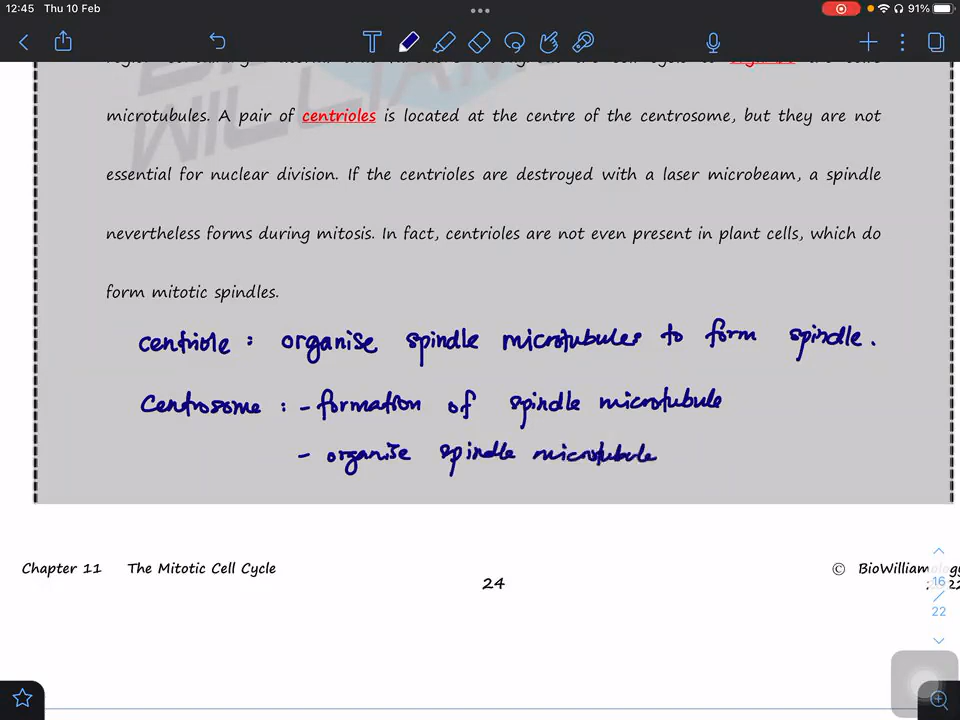 12:45 Thu 10 Feb
91%
microtubules. A pair of centrioles is located at the centre of the centrosome, but they are not
essential for nuclear division. If the centrioles are destroyed with a laser microbeam, a spindle
nevertheless forms during mitosis. In fact, centrioles are not even present in plant cells, which do
form mitotic spindles.
centriole : organise spindle microtubules to form spindle.
Centrosome : - formation of spindle microtubule
- organise spindle microtubule
Chapter 11 The Mitotic Cell Cycle
24
©
16
/
22